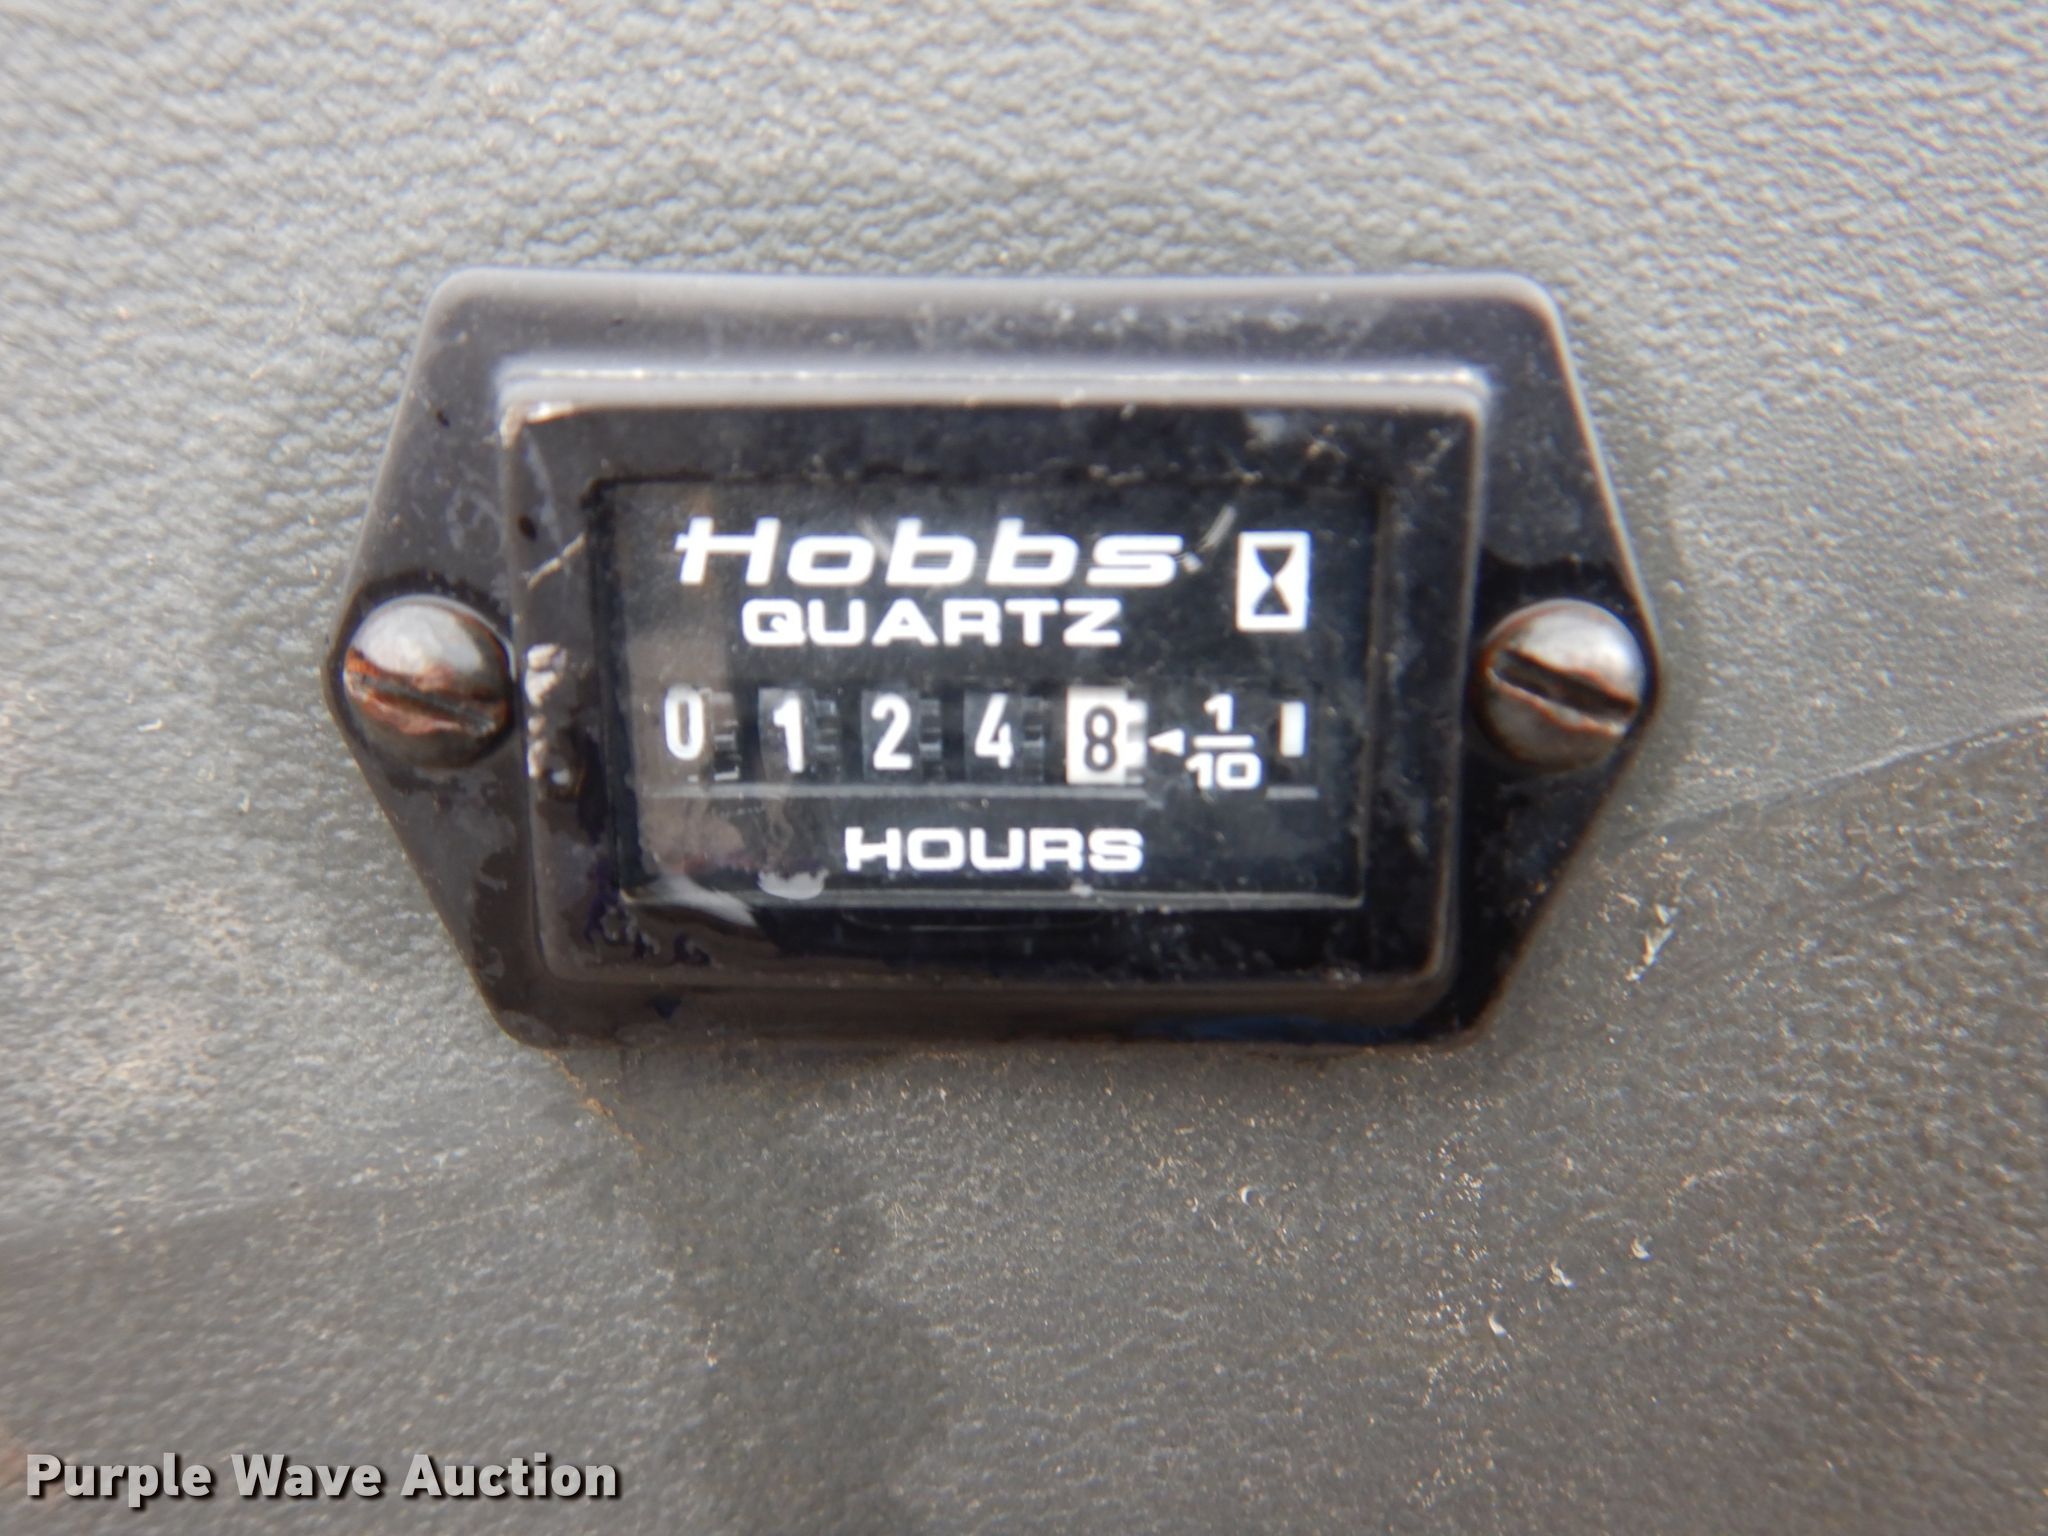 Hobbs
QUARTZ
0 1 2 4 8 ◄ 1/10
HOURS
Purple Wave Auction